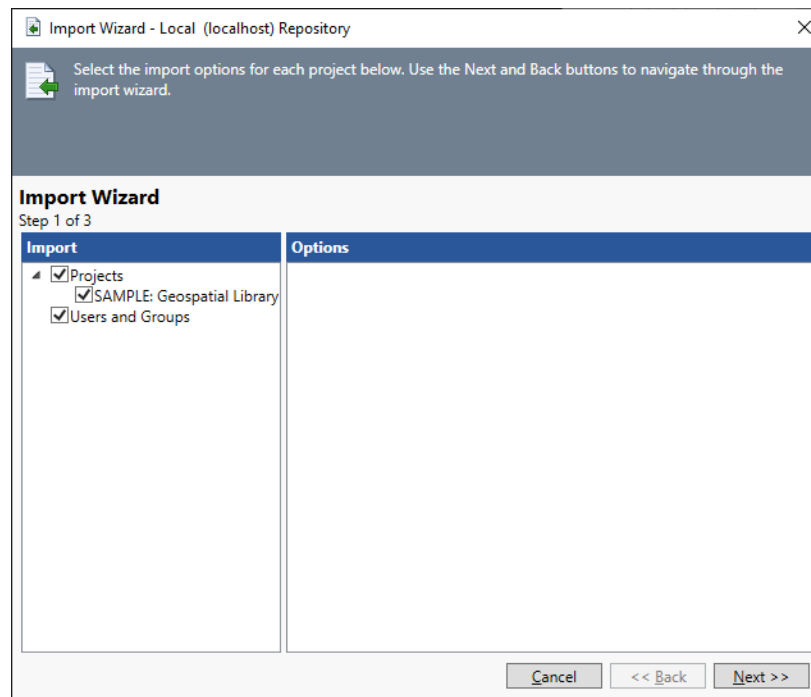 Import Wizard - Local  (localhost) Repository
Select the import options for each project below. Use the Next and Back buttons to navigate through the
import wizard.
Import Wizard
Step 1 of 3
Import
Options
Projects
SAMPLE: Geospatial Library
Users and Groups
Cancel
<< Back
Next >>